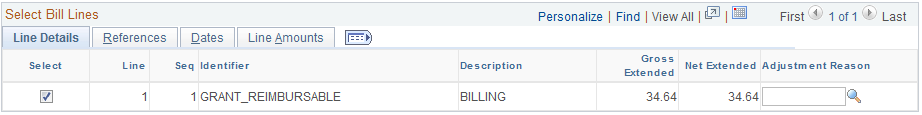 Select Bill Lines Personalize | Find | View All | | First 1 of 1 Last
Line Details References Dates Line Amounts
Select Line Seq Identifier Description Gross Extended Net Extended Adjustment Reason
1 1 GRANT_REIMBURSABLE BILLING 34.64 34.64